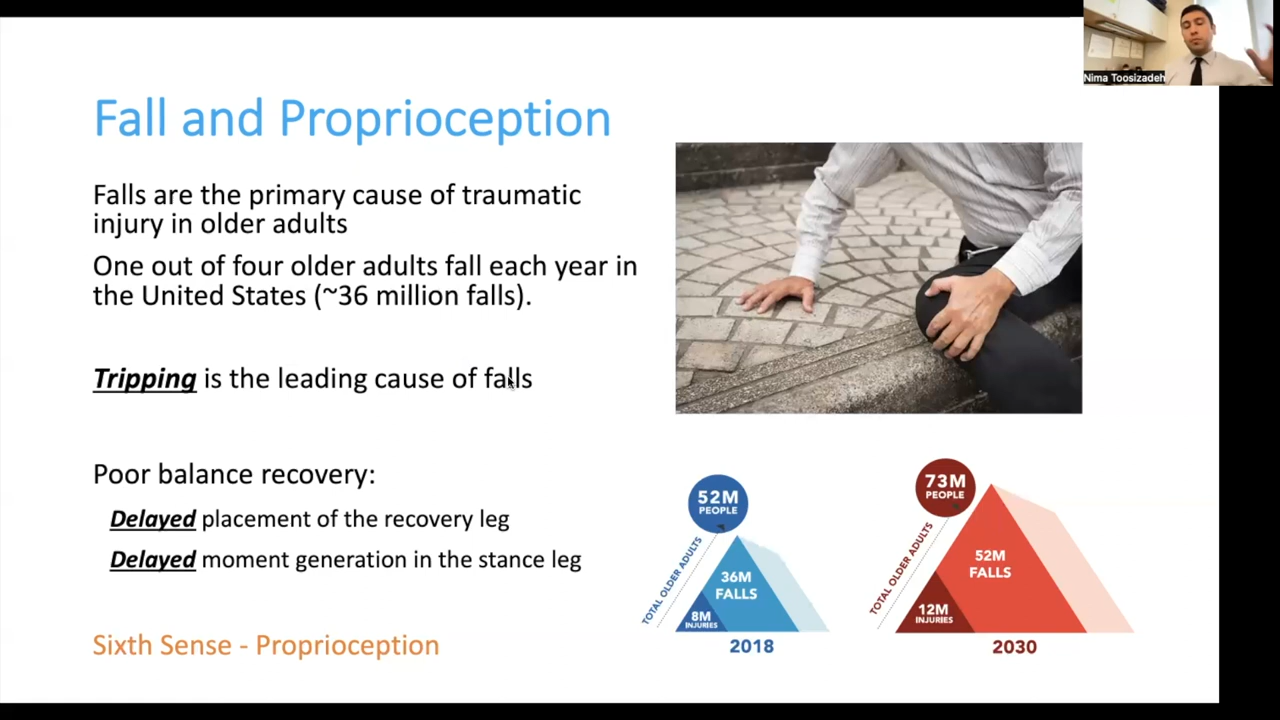 Nima Toosizadeh
Fall and Proprioception
Falls are the primary cause of traumatic
injury in older adults
One out of four older adults fall each year in
the United States (~36 million falls).
Tripping is the leading cause of falls
Poor balance recovery:
Delayed placement of the recovery leg
Delayed moment generation in the stance leg
Sixth Sense - Proprioception
52M
PEOPLE
TOTAL OLDER ADULTS
36M
FALLS
8M
INJURIES
2018
73M
PEOPLE
TOTAL OLDER ADULTS
52M
FALLS
12M
INJURIES
2030